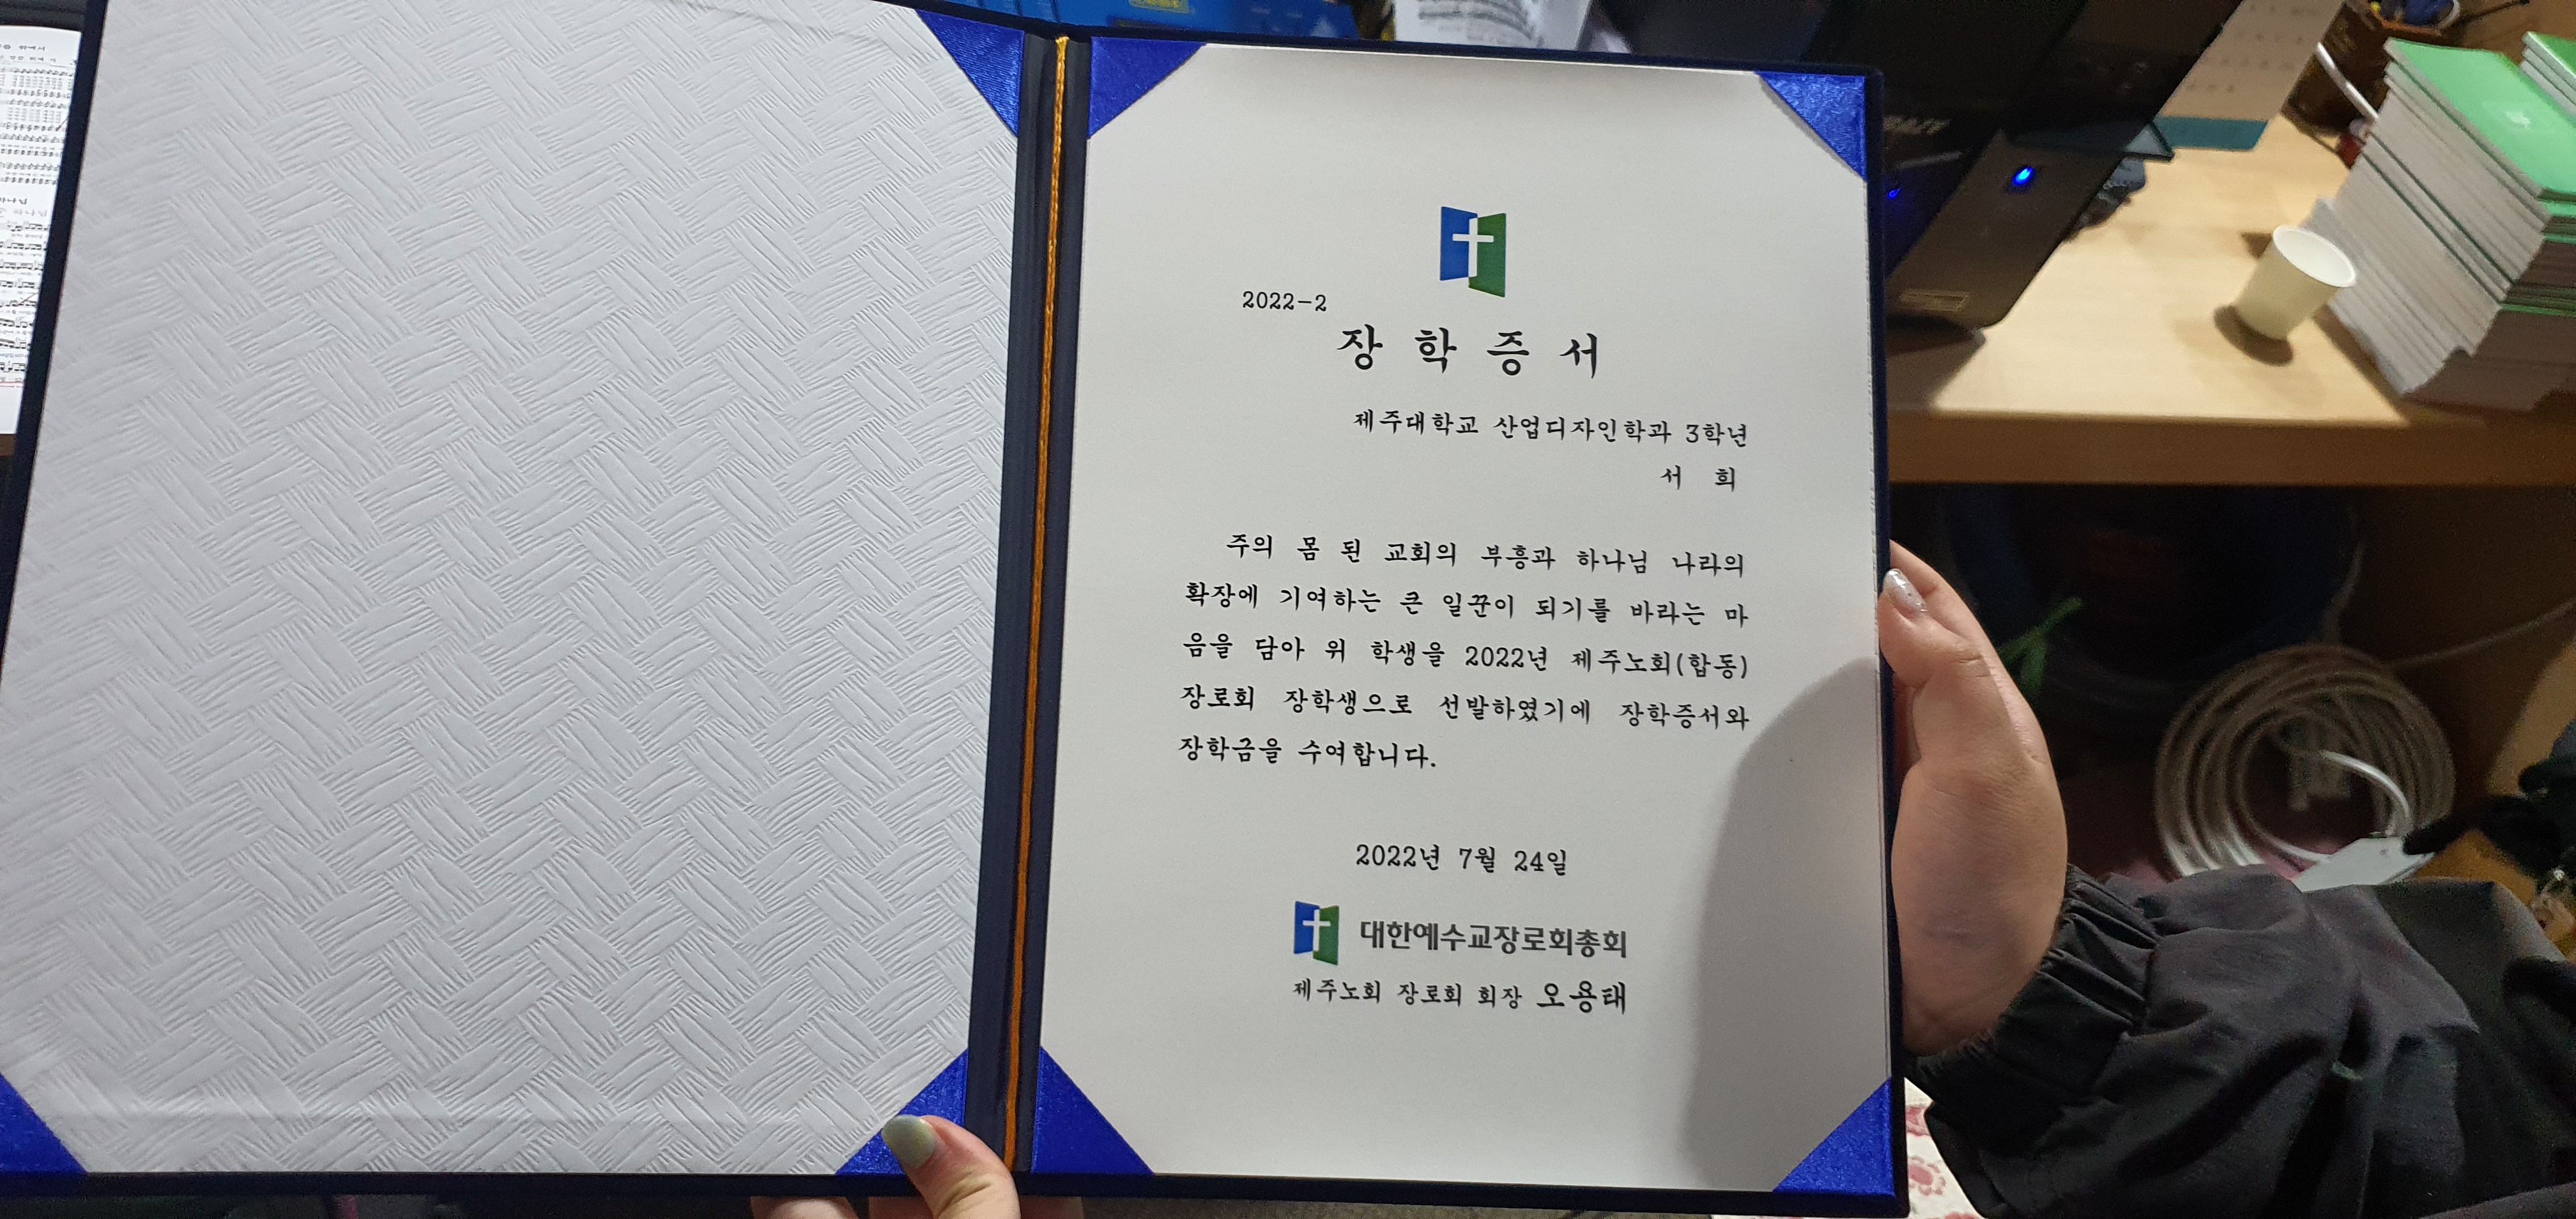 2022-2
장 학 증 서
제주대학교 산업디자인학과 3학년
서 희
주의 몸 된 교회의 부흥과 하나님 나라의
확장에 기여하는 큰 일꾼이 되기를 바라는 마
음을 담아 위 학생을 2022년 제주노회(합동)
장로회 장학생으로 선발하였기에 장학증서와
장학금을 수여합니다.
2022년 7월 24일
대한예수교장로회총회
제주노회 장로회 회장 오용태